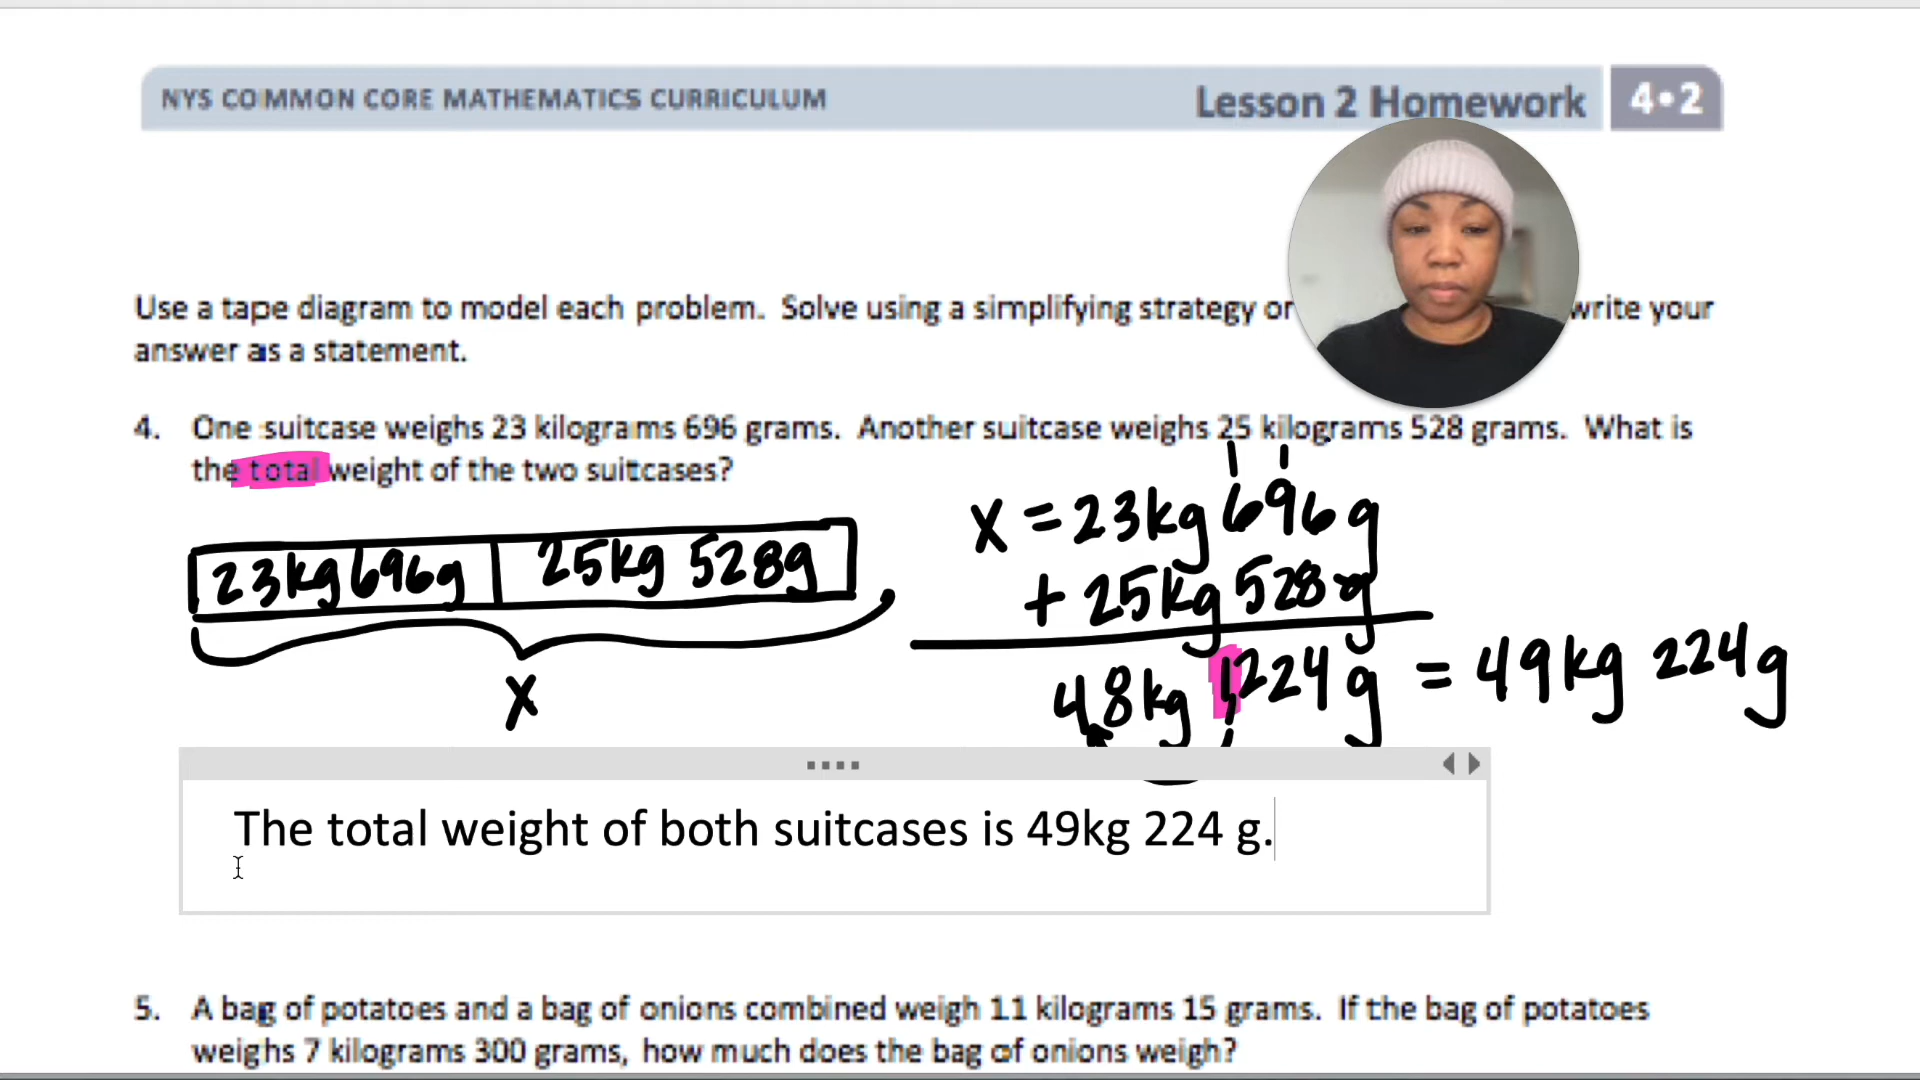 NYS COMMON CORE MATHEMATICS CURRICULUM Lesson 2 Homework 4•2
Use a tape diagram to model each problem. Solve using a simplifying strategy or write your
answer as a statement.
4. One suitcase weighs 23 kilograms 696 grams. Another suitcase weighs 25 kilograms 528 grams. What is
the total weight of the two suitcases?
23kg 696g 25kg 528g
x
1 1
x = 23kg 696g
+ 25kg 528g
48kg 1,224g = 49kg 224g
The total weight of both suitcases is 49kg 224 g.
5. A bag of potatoes and a bag of onions combined weigh 11 kilograms 15 grams. If the bag of potatoes
weighs 7 kilograms 300 grams, how much does the bag of onions weigh?